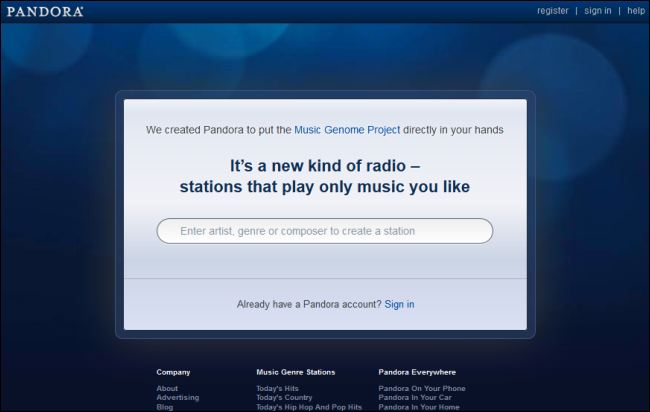 PANDORA®
register | sign in | help
We created Pandora to put the Music Genome Project directly in your hands
It's a new kind of radio –
stations that play only music you like
Enter artist, genre or composer to create a station
Already have a Pandora account? Sign in
Company
About
Advertising
Blog
Music Genre Stations
Today's Hits
Today's Country
Today's Hip Hop And Pop Hits
Pandora Everywhere
Pandora On Your Phone
Pandora In Your Car
Pandora In Your Home